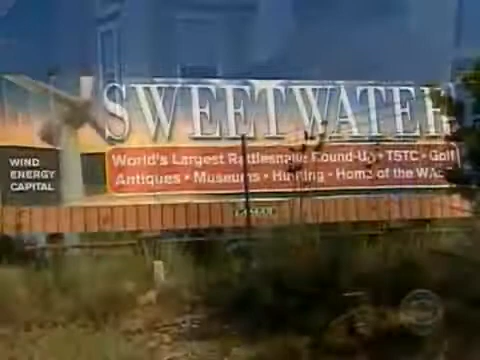 SWEETWATER
World's Largest Rattlesnake Round-Up • TSTC • Golf
Antiques • Museums • Hunting • Home of the WASP
WIND
ENERGY
CAPITAL